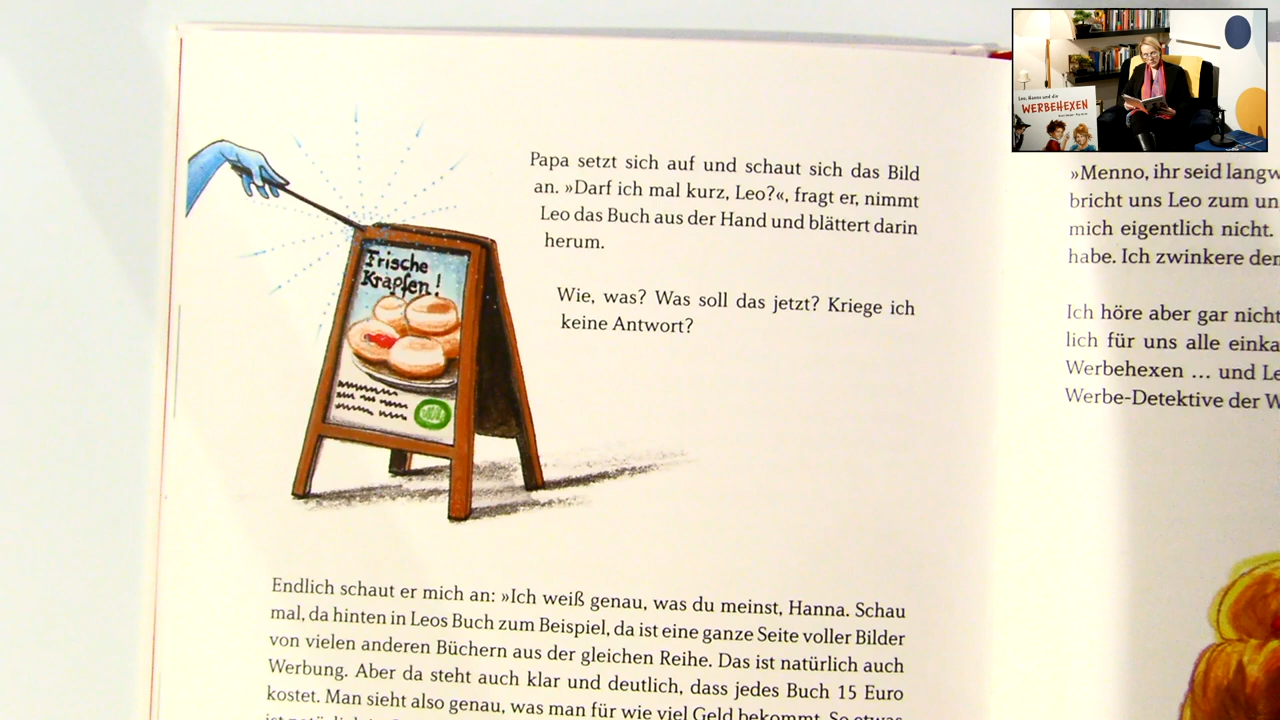 Leo, Hanna und die
WERBEHEXEN
Frische
Krapfen!
Papa setzt sich auf und schaut sich das Bild
an. »Darf ich mal kurz, Leo?«, fragt er, nimmt
Leo das Buch aus der Hand und blättert darin
herum.
Wie, was? Was soll das jetzt? Kriege ich
keine Antwort?
Endlich schaut er mich an: »Ich weiß genau, was du meinst, Hanna. Schau
mal, da hinten in Leos Buch zum Beispiel, da ist eine ganze Seite voller Bilder
von vielen anderen Büchern aus der gleichen Reihe. Das ist natürlich auch
Werbung. Aber da steht auch klar und deutlich, dass jedes Buch 15 Euro
kostet. Man sieht also genau, was man für wie viel Geld bekommt. So etwas
»Menno, ihr seid langw
bricht uns Leo zum un
mich eigentlich nicht.
habe. Ich zwinkere den
Ich höre aber gar nicht
lich für uns alle einka
Werbehexen … und Le
Werbe-Detektive der W